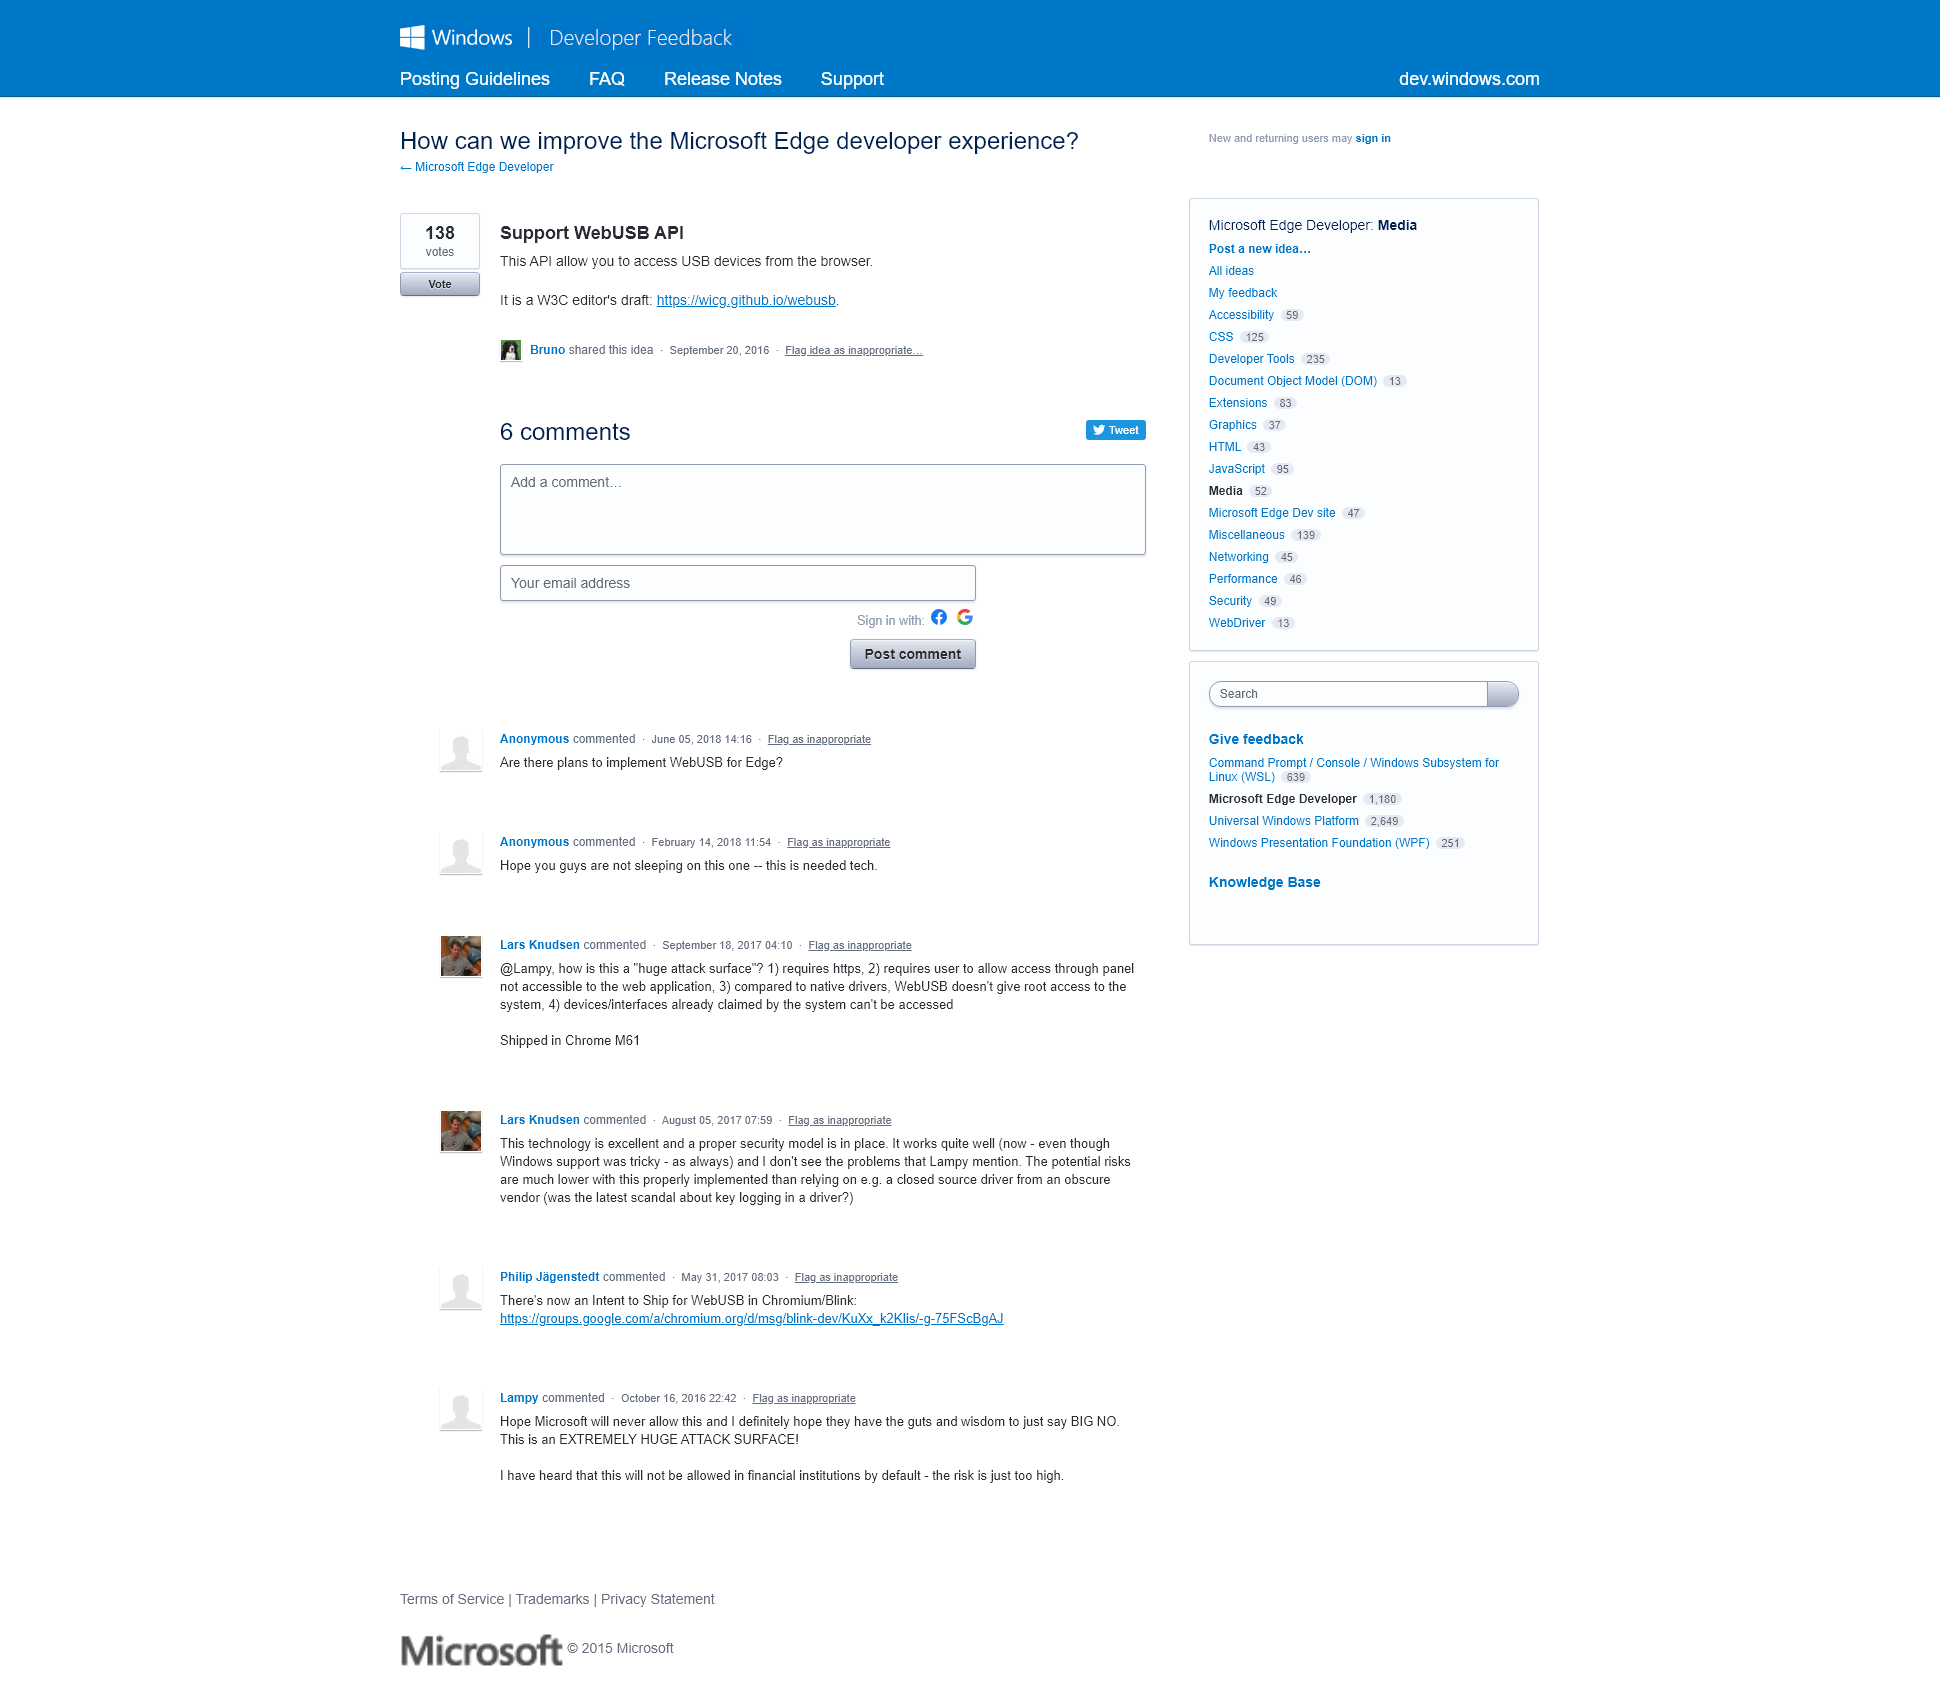 Windows | Developer Feedback
Posting Guidelines FAQ Release Notes Support dev.windows.com
How can we improve the Microsoft Edge developer experience?
← Microsoft Edge Developer
New and returning users may sign in
138
votes
Vote
Support WebUSB API
This API allow you to access USB devices from the browser.
It is a W3C editor's draft: https://wicg.github.io/webusb.
Bruno shared this idea · September 20, 2016 · Flag idea as inappropriate…
6 comments
Tweet
Add a comment…
Your email address
Sign in with:
Post comment
Anonymous commented · June 05, 2018 14:16 · Flag as inappropriate
Are there plans to implement WebUSB for Edge?
Anonymous commented · February 14, 2018 11:54 · Flag as inappropriate
Hope you guys are not sleeping on this one -- this is needed tech.
Lars Knudsen commented · September 18, 2017 04:10 · Flag as inappropriate
@Lampy, how is this a "huge attack surface"? 1) requires https, 2) requires user to allow access through panel
not accessible to the web application, 3) compared to native drivers, WebUSB doesn't give root access to the
system, 4) devices/interfaces already claimed by the system can't be accessed
Shipped in Chrome M61
Lars Knudsen commented · August 05, 2017 07:59 · Flag as inappropriate
This technology is excellent and a proper security model is in place. It works quite well (now - even though
Windows support was tricky - as always) and I don't see the problems that Lampy mention. The potential risks
are much lower with this properly implemented than relying on e.g. a closed source driver from an obscure
vendor (was the latest scandal about key logging in a driver?)
Philip Jägenstedt commented · May 31, 2017 08:03 · Flag as inappropriate
There's now an Intent to Ship for WebUSB in Chromium/Blink:
https://groups.google.com/a/chromium.org/d/msg/blink-dev/KuXx_k2KIis/-g-75FScBgAJ
Lampy commented · October 16, 2016 22:42 · Flag as inappropriate
Hope Microsoft will never allow this and I definitely hope they have the guts and wisdom to just say BIG NO.
This is an EXTREMELY HUGE ATTACK SURFACE!
I have heard that this will not be allowed in financial institutions by default - the risk is just too high.
Microsoft Edge Developer: Media
Post a new idea…
All ideas
My feedback
Accessibility 59
CSS 125
Developer Tools 235
Document Object Model (DOM) 13
Extensions 83
Graphics 37
HTML 43
JavaScript 95
Media 52
Microsoft Edge Dev site 47
Miscellaneous 139
Networking 45
Performance 46
Security 49
WebDriver 13
Search
Give feedback
Command Prompt / Console / Windows Subsystem for
Linux (WSL) 639
Microsoft Edge Developer 1,180
Universal Windows Platform 2,649
Windows Presentation Foundation (WPF) 251
Knowledge Base
Terms of Service | Trademarks | Privacy Statement
Microsoft © 2015 Microsoft